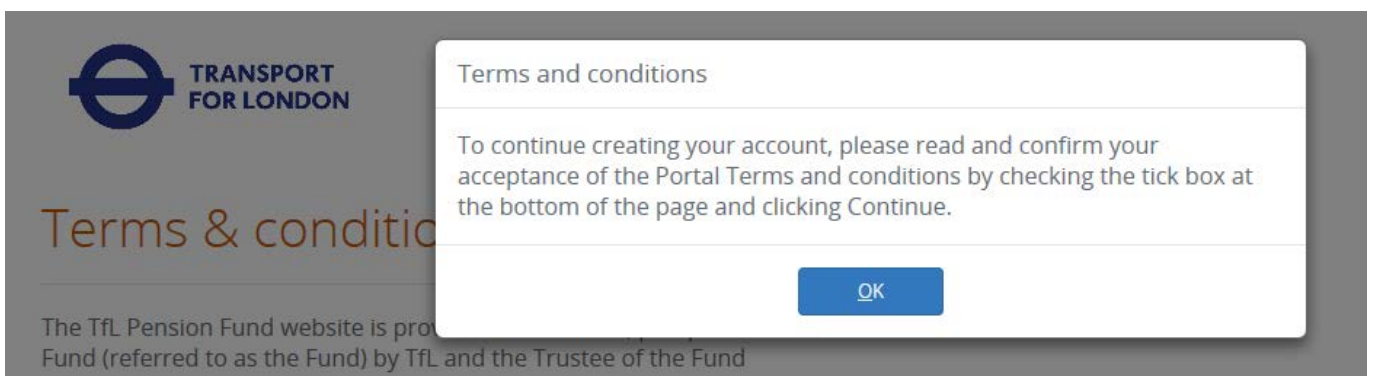 TRANSPORT
FOR LONDON
Terms and conditions
To continue creating your account, please read and confirm your
acceptance of the Portal Terms and conditions by checking the tick box at
the bottom of the page and clicking Continue.
OK
Terms & conditio
The TfL Pension Fund website is pro
Fund (referred to as the Fund) by TfL and the Trustee of the Fund